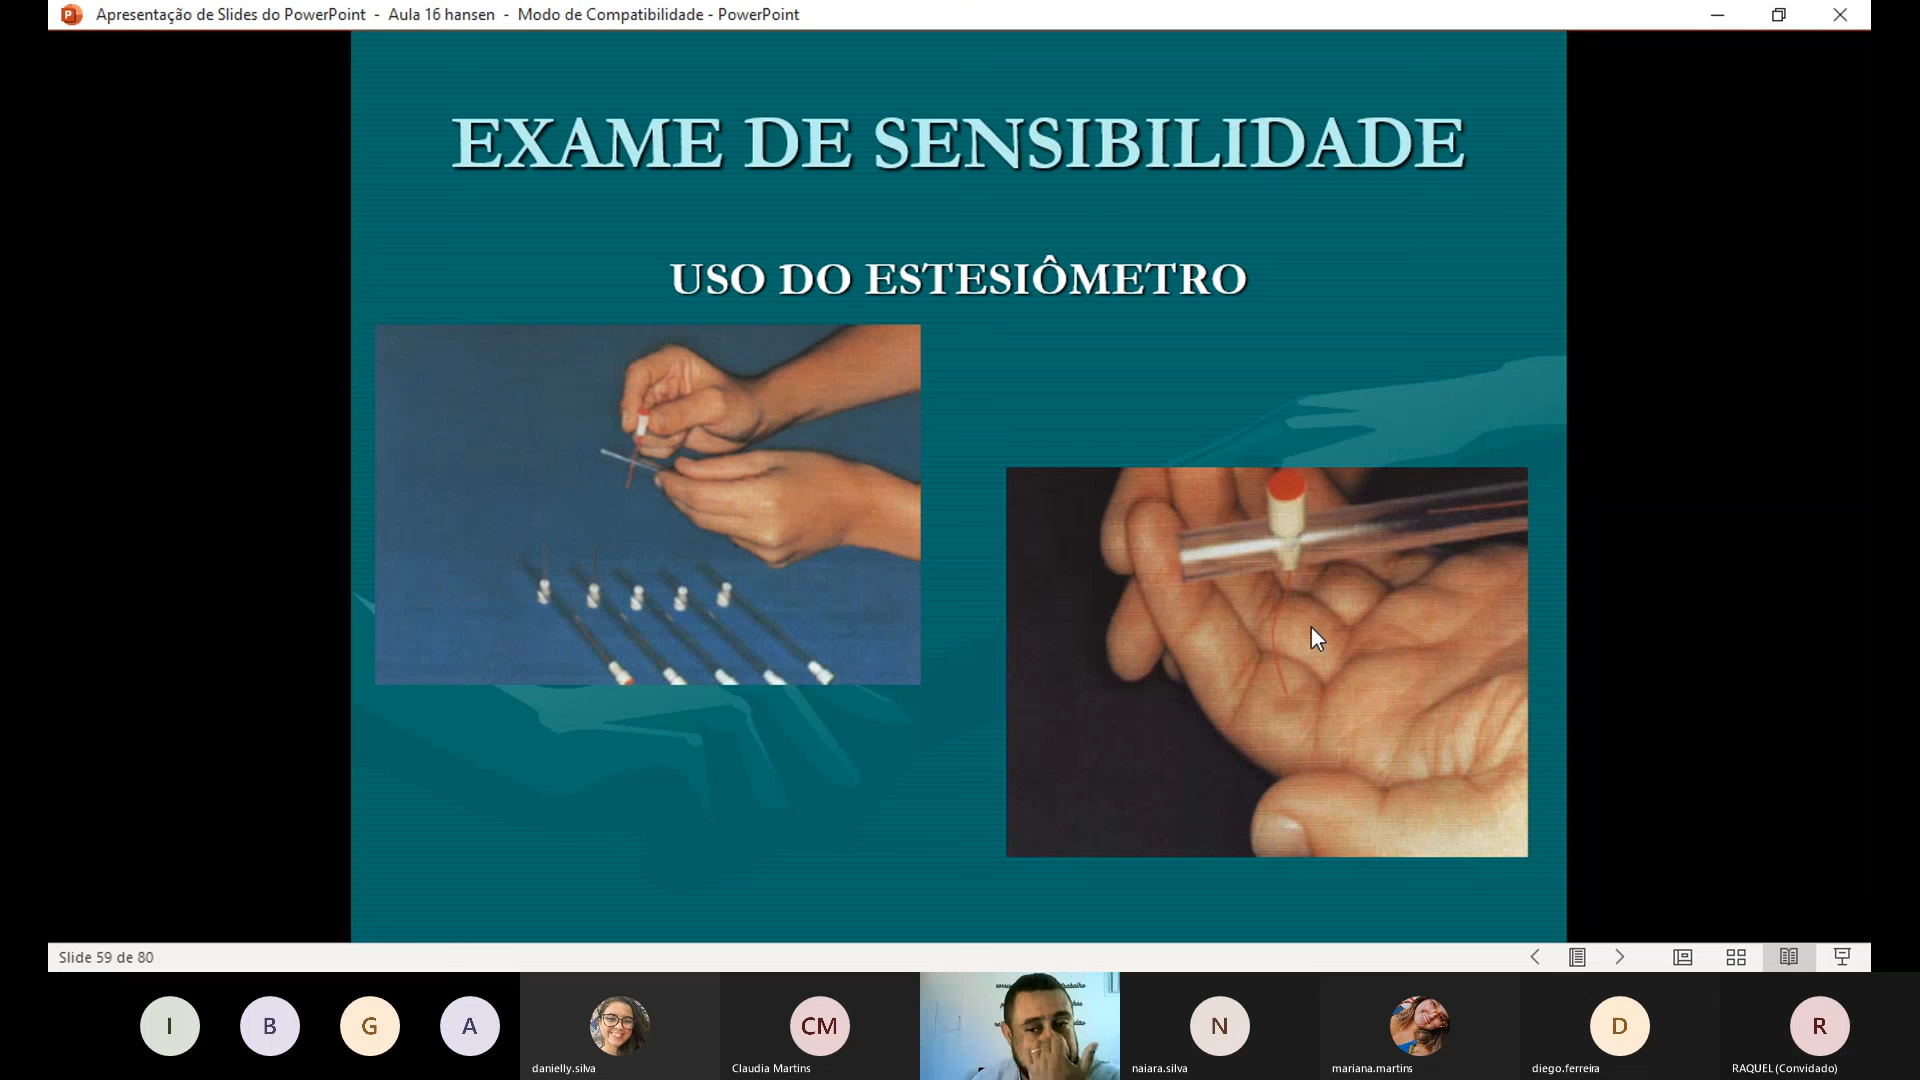 Apresentação de Slides do PowerPoint - Aula 16 hansen - Modo de Compatibilidade - PowerPoint
EXAME DE SENSIBILIDADE
USO DO ESTESIÔMETRO
Slide 59 de 80
I
B
G
A
CM
N
D
R
danielly.silva
Claudia Martins
naiara.silva
mariana.martins
diego.ferreira
RAQUEL (Convidado)